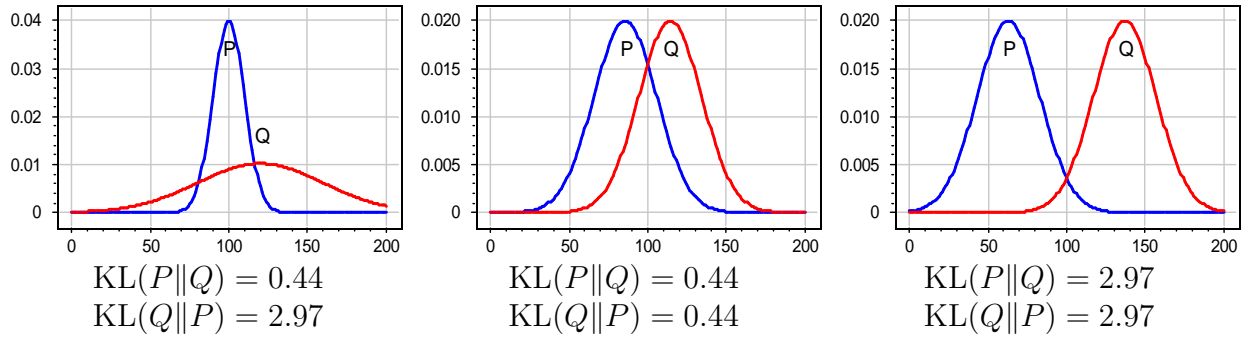 0.04
0.03
0.02
0.01
0
0 50 100 150 200
P
Q
KL(P∥Q) = 0.44
KL(Q∥P) = 2.97
0.020
0.015
0.010
0.005
0
0 50 100 150 200
P Q
KL(P∥Q) = 0.44
KL(Q∥P) = 0.44
0.020
0.015
0.010
0.005
0
0 50 100 150 200
P Q
KL(P∥Q) = 2.97
KL(Q∥P) = 2.97